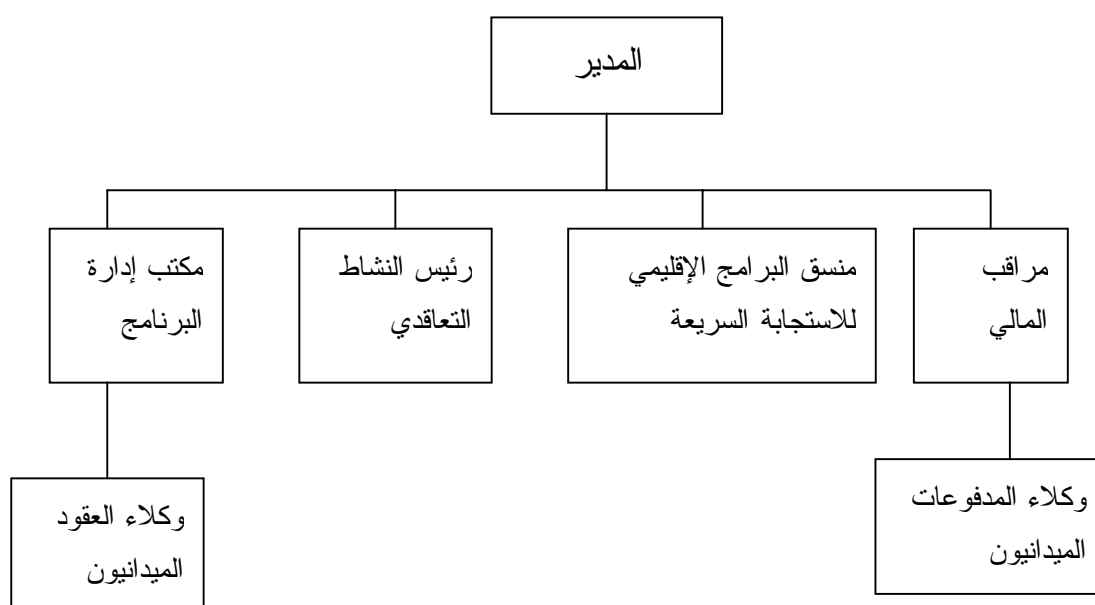 المدير
مراقب
المالي
منسق البرامج الإقليمي
للاستجابة السريعة
رئيس النشاط
التعاقدي
مكتب إدارة
البرنامج
وكلاء المدفوعات
الميدانيون
وكلاء العقود
الميدانيون